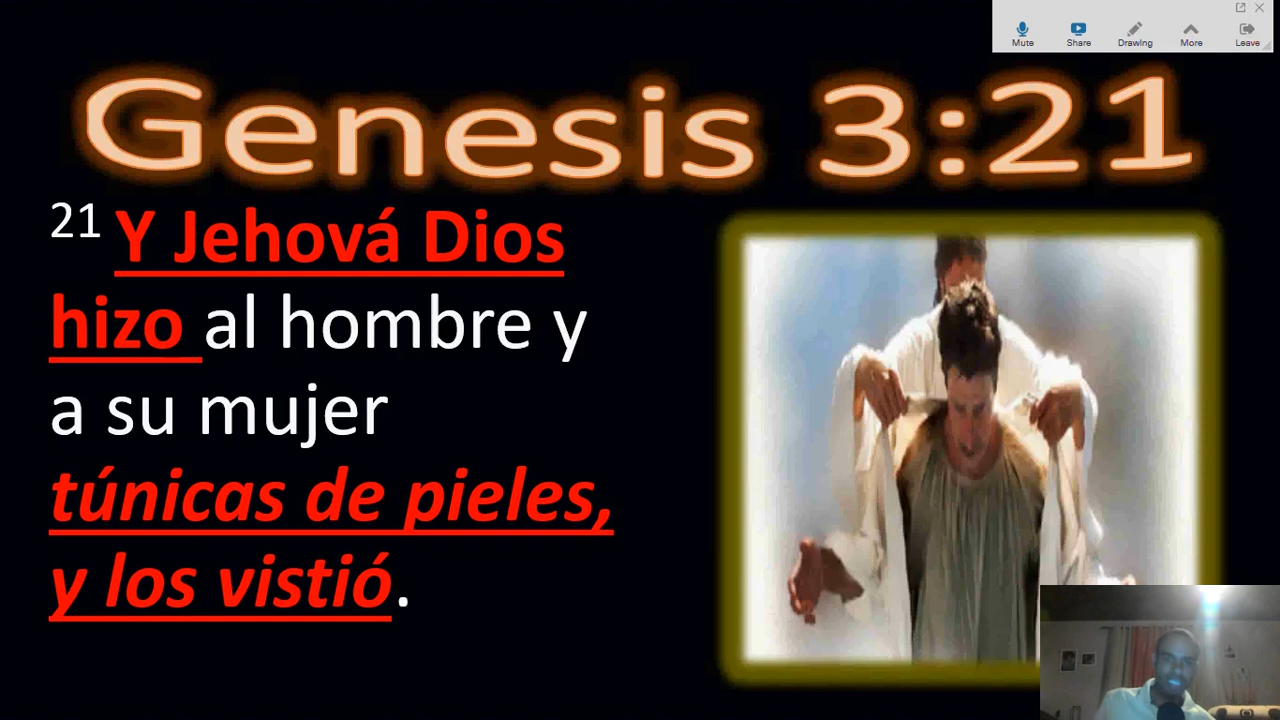 Mute Share Drawing More Leave
Genesis 3:21
21 Y Jehová Dios
hizo al hombre y
a su mujer
túnicas de pieles,
y los vistió.